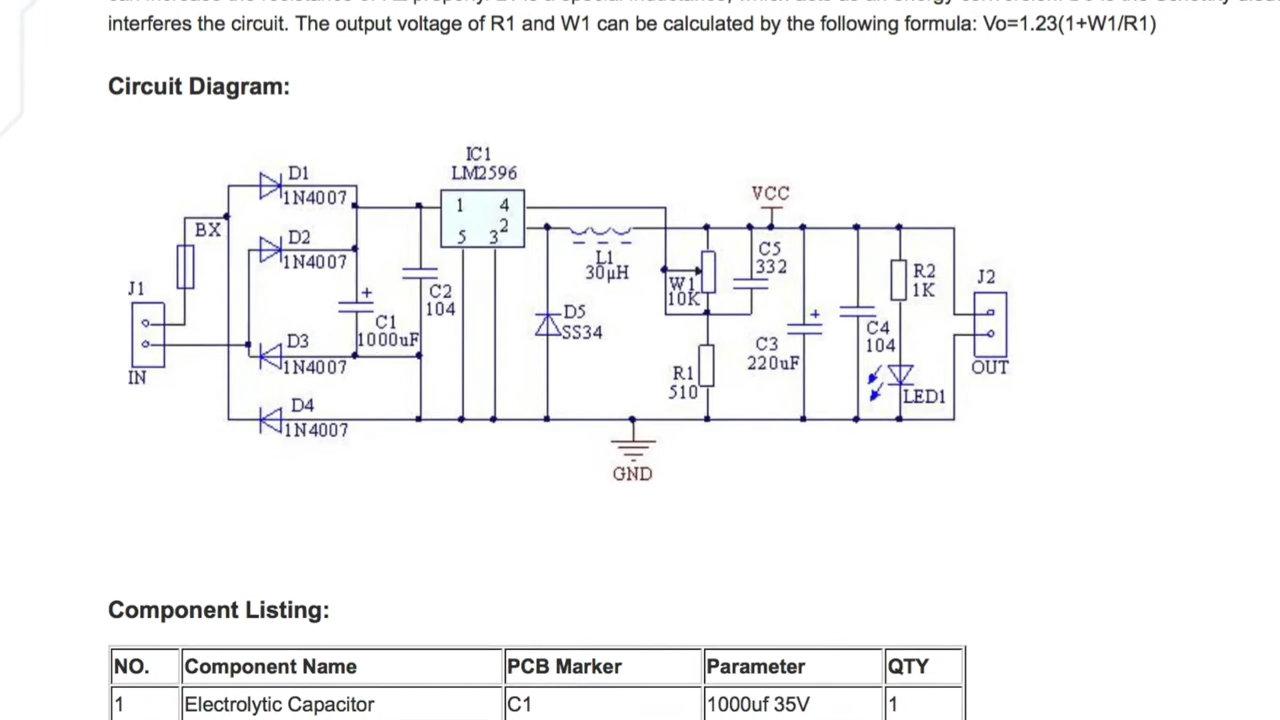 interferes the circuit. The output voltage of R1 and W1 can be calculated by the following formula: Vo=1.23(1+W1/R1)
Circuit Diagram:
IC1
LM2596
D1
1N4007
BX
D2
1N4007
J1
IN
D3
1N4007
D4
1N4007
+
C1
1000uF
C2
104
1
4
5
3
2
L1
30μH
D5
SS34
W1
10K
R1
510
GND
VCC
C5
332
+
C3
220uF
C4
104
R2
1K
LED1
J2
OUT
Component Listing:
NO. Component Name PCB Marker Parameter QTY
1 Electrolytic Capacitor C1 1000uf 35V 1